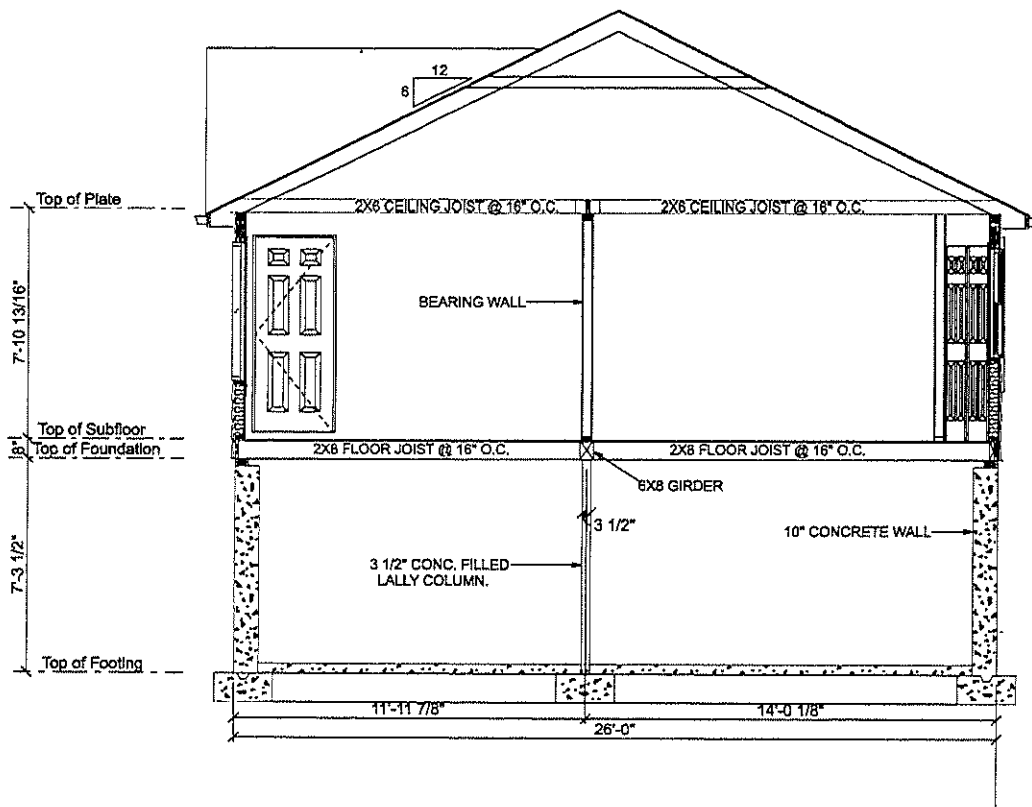 12
6
Top of Plate
2X6 CEILING JOIST @ 16" O.C.
2X6 CEILING JOIST @ 16" O.C.
7'-10 13/16"
BEARING WALL
Top of Subfloor
8"
Top of Foundation
2X8 FLOOR JOIST @ 16" O.C.
2X8 FLOOR JOIST @ 16" O.C.
6X8 GIRDER
3 1/2"
10" CONCRETE WALL
7'-3 1/2"
3 1/2" CONC. FILLED
LALLY COLUMN.
Top of Footing
11'-11 7/8"
14'-0 1/8"
26'-0"